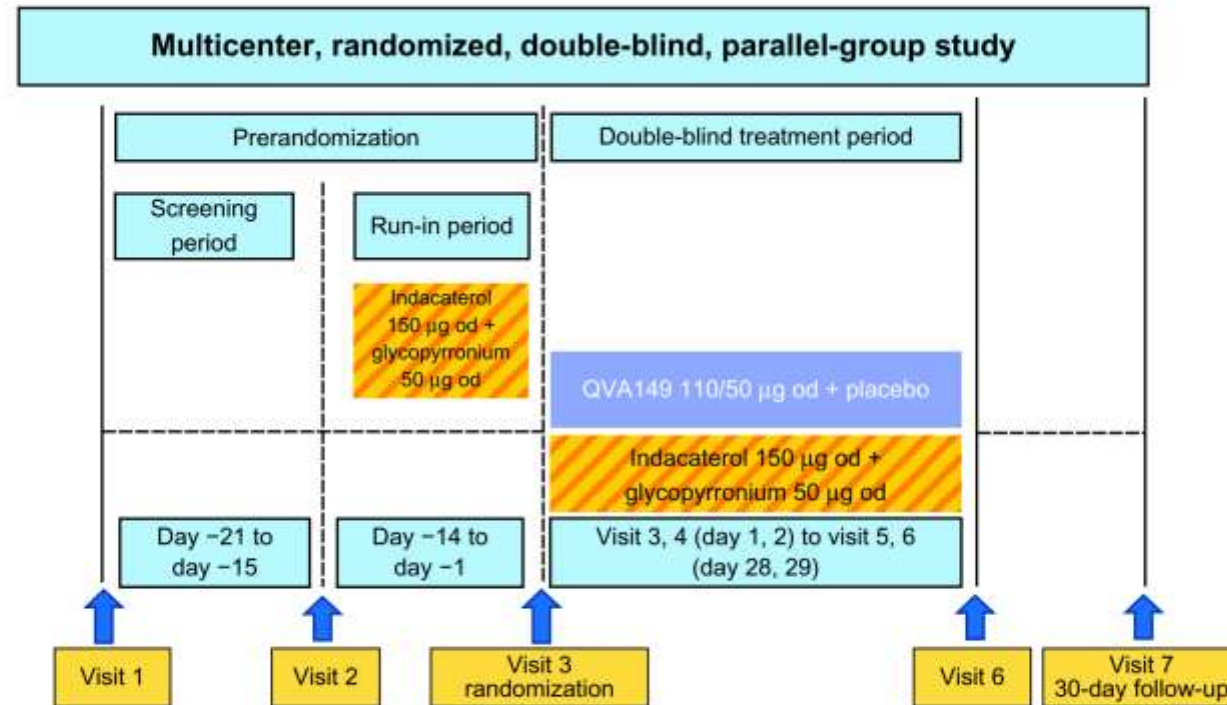 Multicenter, randomized, double-blind, parallel-group study
Prerandomization
Double-blind treatment period
Screening
period
Run-in period
Indacaterol
150 μg od +
glycopyrronium
50 μg od
QVA149 110/50 μg od + placebo
Indacaterol 150 μg od +
glycopyrronium 50 μg od
Day −21 to
day −15
Day −14 to
day −1
Visit 3, 4 (day 1, 2) to visit 5, 6
(day 28, 29)
Visit 1
Visit 2
Visit 3
randomization
Visit 6
Visit 7
30-day follow-up